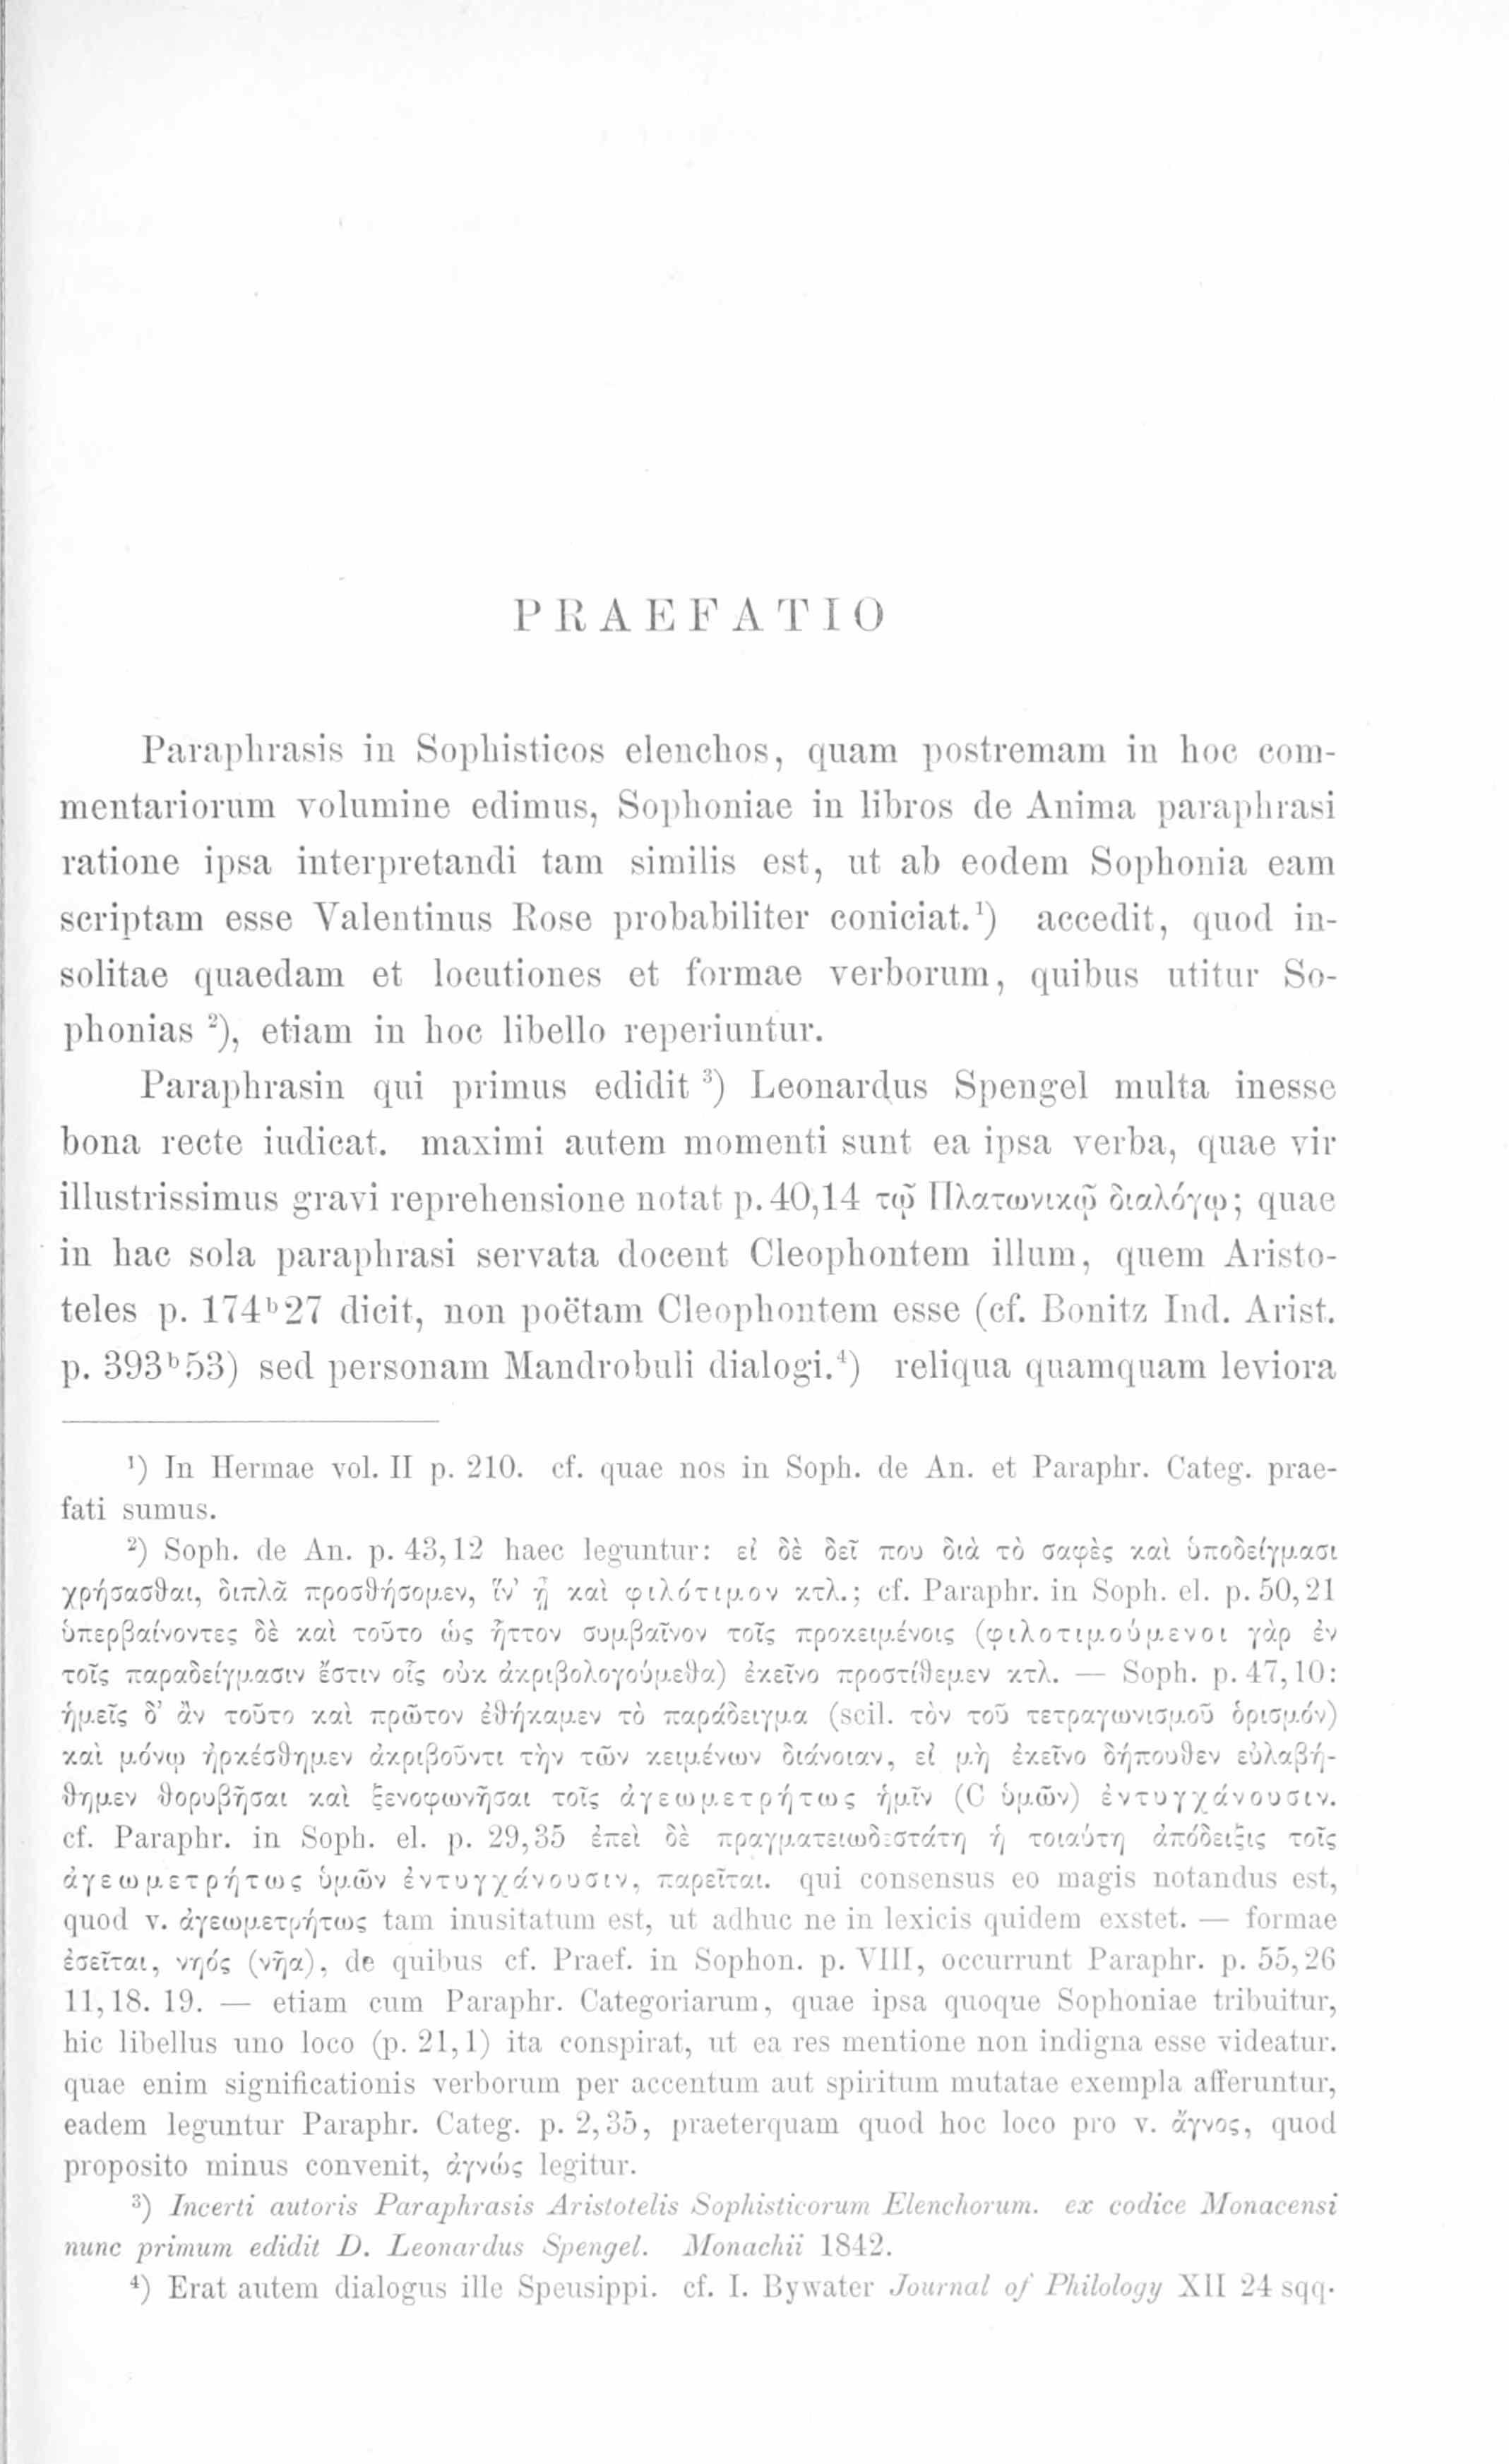 PRAEFATIO
Paraphrasis in Sophisticos elenchos, quam postremam in hoc com-
mentariorum volumine edimus, Sophoniae in libros de Anima paraphrasi
ratione ipsa interpretandi tam similis est, ut ab eodem Sophonia eam
scriptam esse Valentinus Rose probabiliter coniciat.¹) accedit, quod in-
solitae quaedam et locutiones et formae verborum, quibus utitur So-
phonias ²), etiam in hoc libello reperiuntur.
Paraphrasin qui primus edidit ³) Leonardus Spengel multa inesse
bona recte iudicat. maximi autem momenti sunt ea ipsa verba, quae vir
illustrissimus gravi reprehensione notat p. 40,14 τῷ Πλατωνικῷ διαλόγῳ; quae
in hac sola paraphrasi servata docent Cleophontem illum, quem Aristo-
teles p. 174ᵇ27 dicit, non poëtam Cleophontem esse (cf. Bonitz Ind. Arist.
p. 393ᵇ53) sed personam Mandrobuli dialogi.⁴) reliqua quamquam leviora
¹) In Hermae vol. II p. 210. cf. quae nos in Soph. de An. et Paraphr. Categ. prae-
fati sumus.
²) Soph. de An. p. 43,12 haec leguntur: εἰ δὲ δεῖ που διὰ τὸ σαφὲς καὶ ὑποδείγμασι
χρήσασθαι, διπλᾶ προσθήσομεν, ἵν’ ᾖ καὶ φιλότιμον κτλ.; cf. Paraphr. in Soph. el. p. 50,21
ὑπερβαίνοντες δὲ καὶ τοῦτο ὡς ἧττον συμβαῖνον τοῖς προκειμένοις (φιλοτιμούμενοι γὰρ ἐν
τοῖς παραδείγμασιν ἔστιν οἷς οὐκ ἀκριβολογούμεθα) ἐκεῖνο προστίθεμεν κτλ. — Soph. p. 47,10:
ἡμεῖς δ’ ἂν τοῦτο καὶ πρῶτον ἐθήκαμεν τὸ παράδειγμα (scil. τὸν τοῦ τετραγωνισμοῦ ὁρισμόν)
καὶ μόνῳ ἠρκέσθημεν ἀκριβοῦντι τὴν τῶν κειμένων διάνοιαν, εἰ μὴ ἐκεῖνο δήπουθεν εὐλαβή-
θημεν θορυβῆσαι καὶ ξενοφωνῆσαι τοῖς ἀγεωμετρήτως ἡμῖν (C ὑμῶν) ἐντυγχάνουσιν.
cf. Paraphr. in Soph. el. p. 29,35 ἐπεὶ δὲ πραγματειωδεστάτη ἡ τοιαύτη ἀπόδειξις τοῖς
ἀγεωμετρήτως ὑμῶν ἐντυγχάνουσιν, παρεῖται. qui consensus eo magis notandus est,
quod v. ἀγεωμετρήτως tam inusitatum est, ut adhuc ne in lexicis quidem exstet. — formae
ἐσεῖται, νηός (νῆα), de quibus cf. Praef. in Sophon. p. VIII, occurrunt Paraphr. p. 55,26
11,18. 19. — etiam cum Paraphr. Categoriarum, quae ipsa quoque Sophoniae tribuitur,
hic libellus uno loco (p. 21,1) ita conspirat, ut ea res mentione non indigna esse videatur.
quae enim significationis verborum per accentum aut spiritum mutatae exempla afferuntur,
eadem leguntur Paraphr. Categ. p. 2,35, praeterquam quod hoc loco pro v. ἄγνος, quod
proposito minus convenit, ἀγνώς legitur.
³) Incerti autoris Paraphrasis Aristotelis Sophisticorum Elenchorum. ex codice Monacensi
nunc primum edidit D. Leonardus Spengel. Monachii 1842.
⁴) Erat autem dialogus ille Speusippi. cf. I. Bywater Journal of Philology XII 24 sqq.